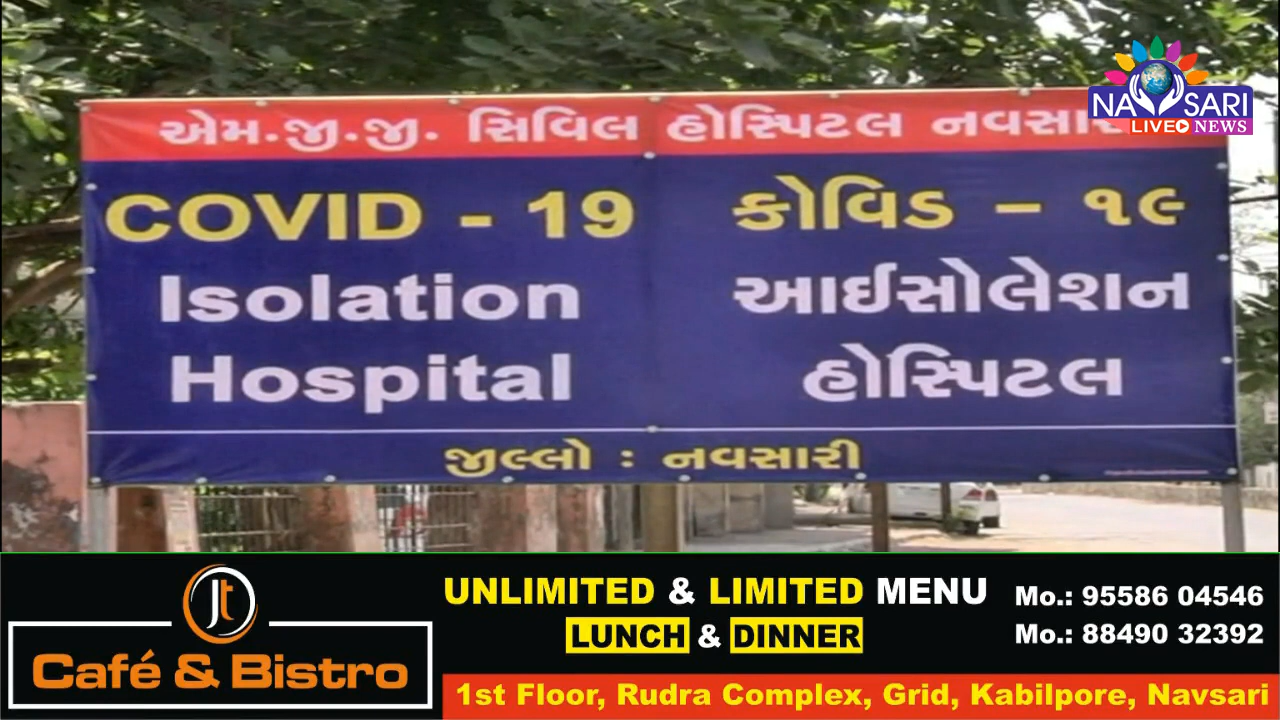 NAVSARI
LIVE NEWS
એમ.જી.જી. સિવિલ હોસ્પિટલ
COVID - 19
Isolation
Hospital
કોવિડ – ૧૯
આઈસોલેશન
હોસ્પિટલ
જીલ્લો : નવસારી
Jt
Café & Bistro
UNLIMITED & LIMITED MENU
LUNCH & DINNER
Mo.: 95586 04546
Mo.: 88490 32392
1st Floor, Rudra Complex, Grid, Kabilpore, Navsari